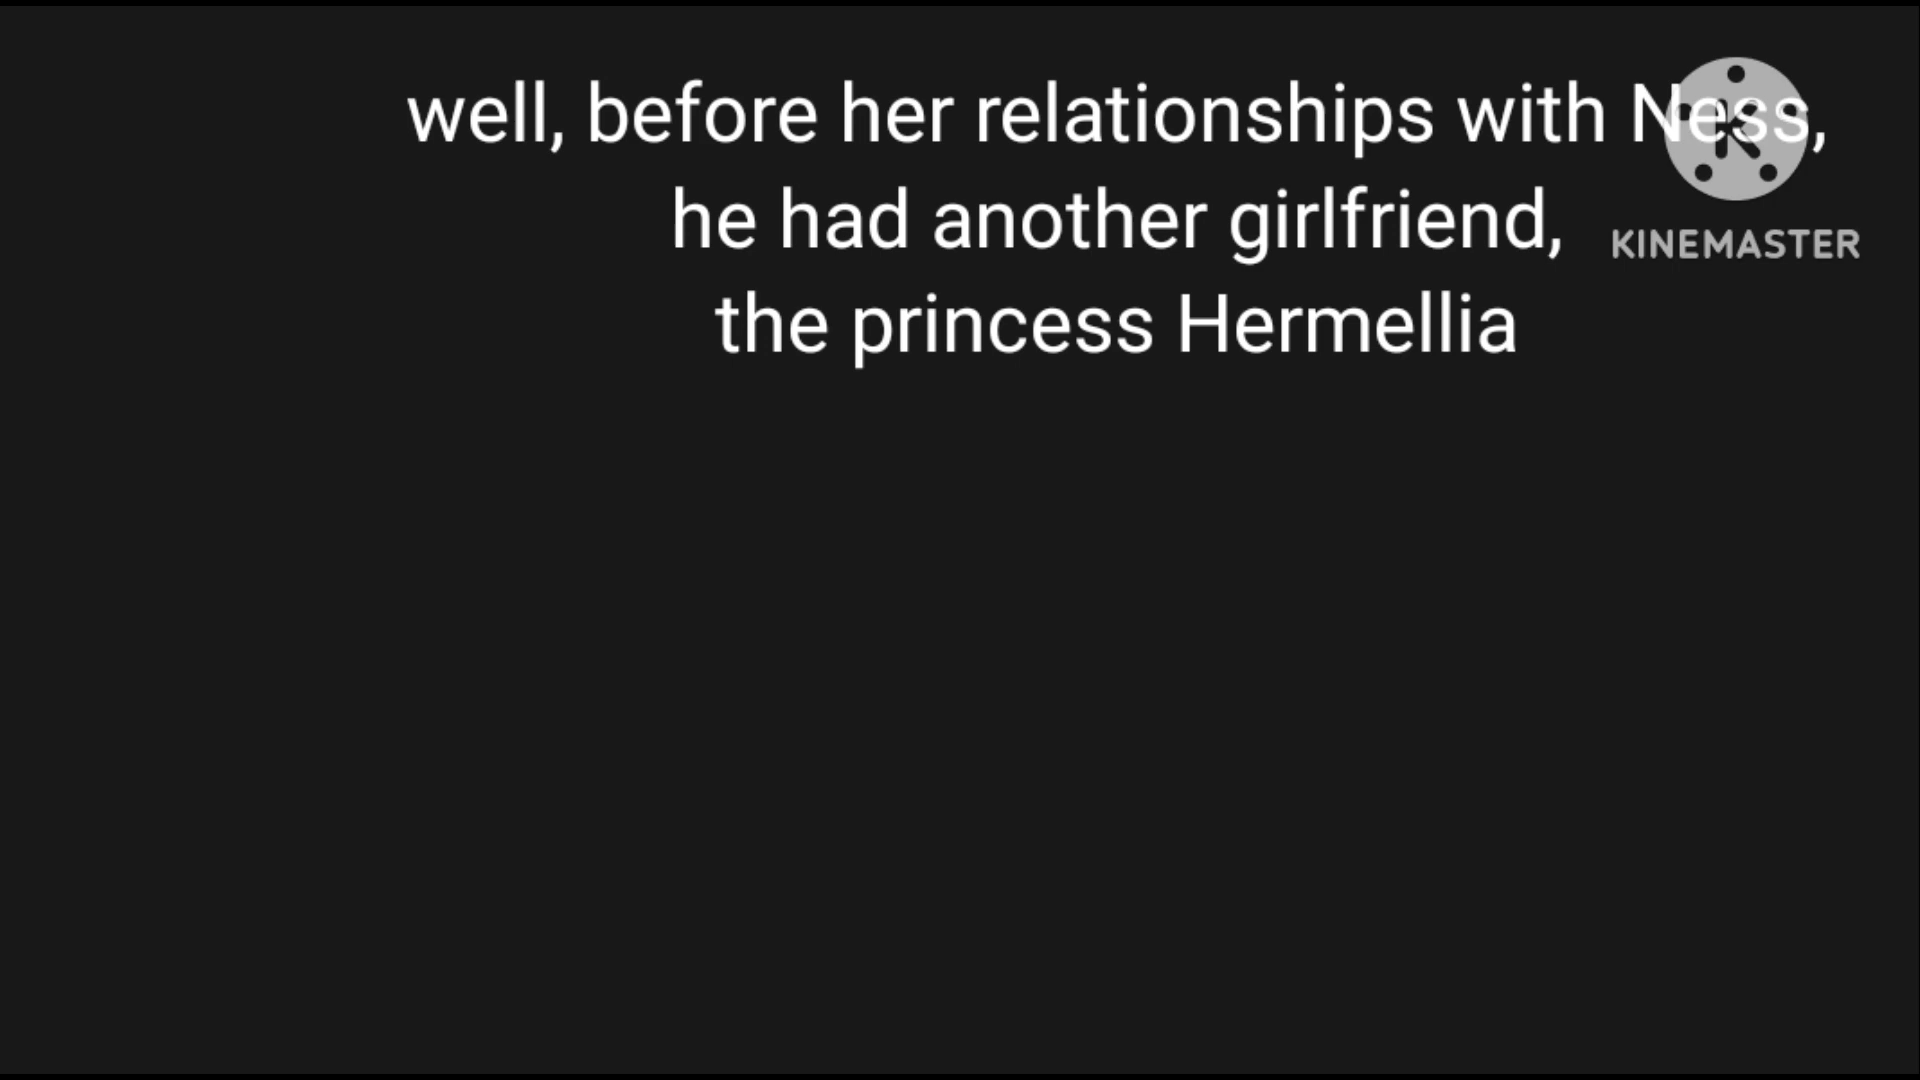 well, before her relationships with Ness,
he had another girlfriend,
KINEMASTER
the princess Hermellia